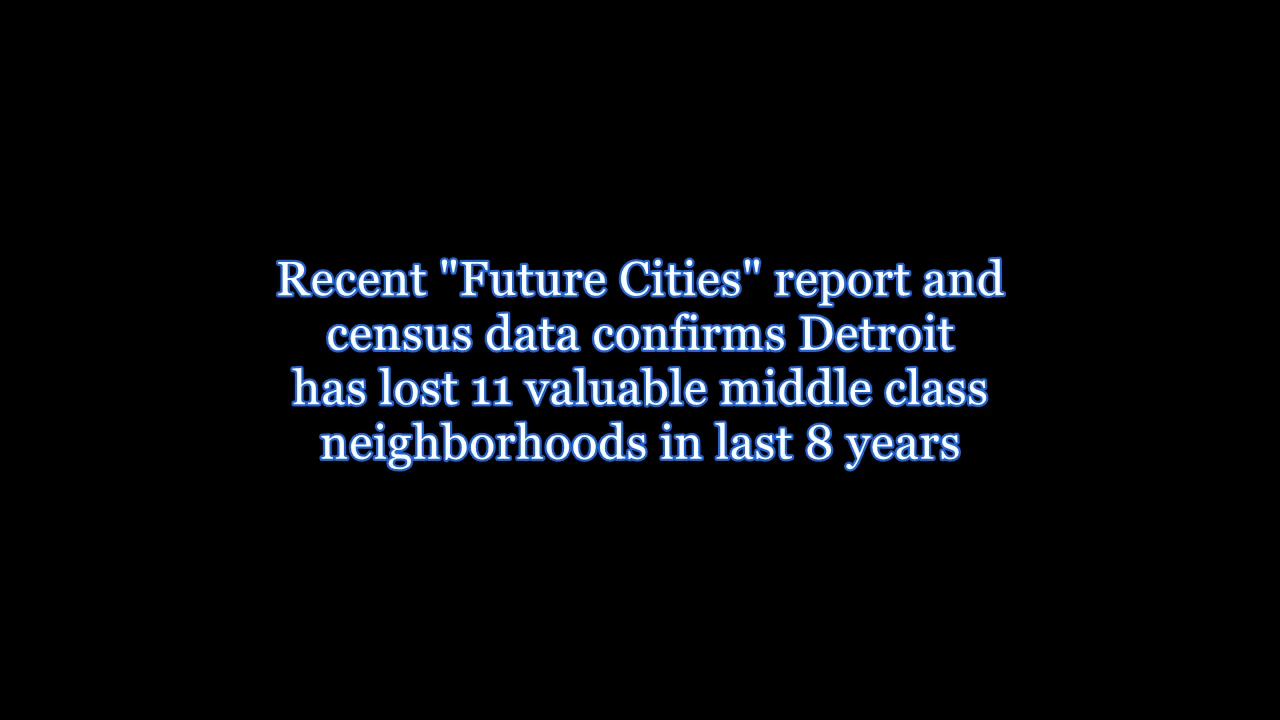 Recent "Future Cities" report and
census data confirms Detroit
has lost 11 valuable middle class
neighborhoods in last 8 years